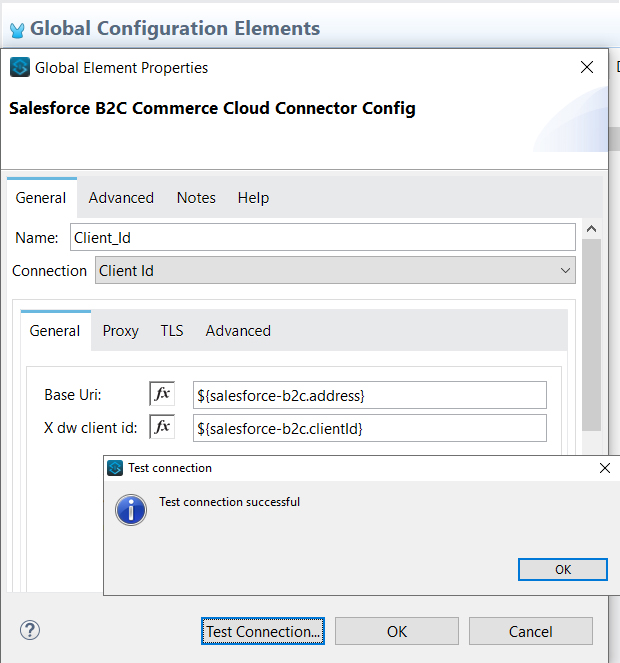 Global Configuration Elements
Global Element Properties
Salesforce B2C Commerce Cloud Connector Config
General Advanced Notes Help
Name: Client_Id
Connection Client Id
General Proxy TLS Advanced
Base Uri: fx ${salesforce-b2c.address}
X dw client id: fx ${salesforce-b2c.clientId}
Test connection
Test connection successful
OK
? Test Connection... OK Cancel